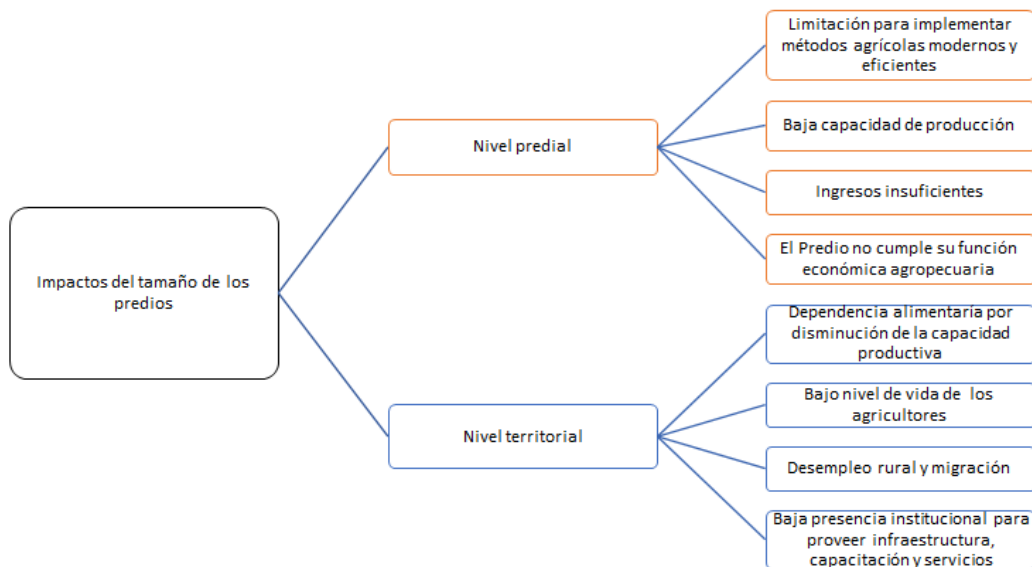 Impactos del tamaño de los
predios
Nivel predial
Limitación para implementar
métodos agrícolas modernos y
eficientes
Baja capacidad de producción
Ingresos insuficientes
El Predio no cumple su función
económica agropecuaria
Nivel territorial
Dependencia alimentaría por
disminución de la capacidad
productiva
Bajo nivel de vida de los
agricultores
Desempleo rural y migración
Baja presencia institucional para
proveer infraestructura,
capacitación y servicios